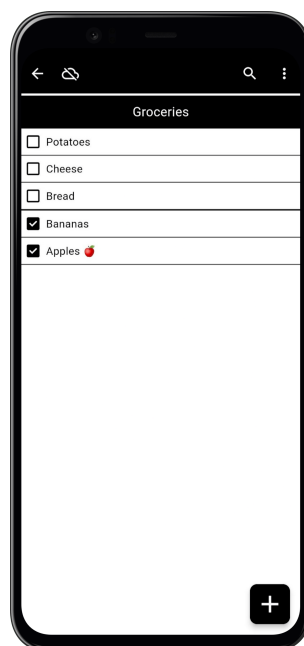 Groceries
Potatoes
Cheese
Bread
Bananas
Apples 🍎